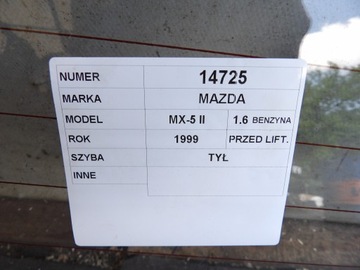 NUMER 14725
MARKA MAZDA
MODEL MX-5 II 1.6 BENZYNA
ROK 1999 PRZED LIFT.
SZYBA TYŁ
INNE